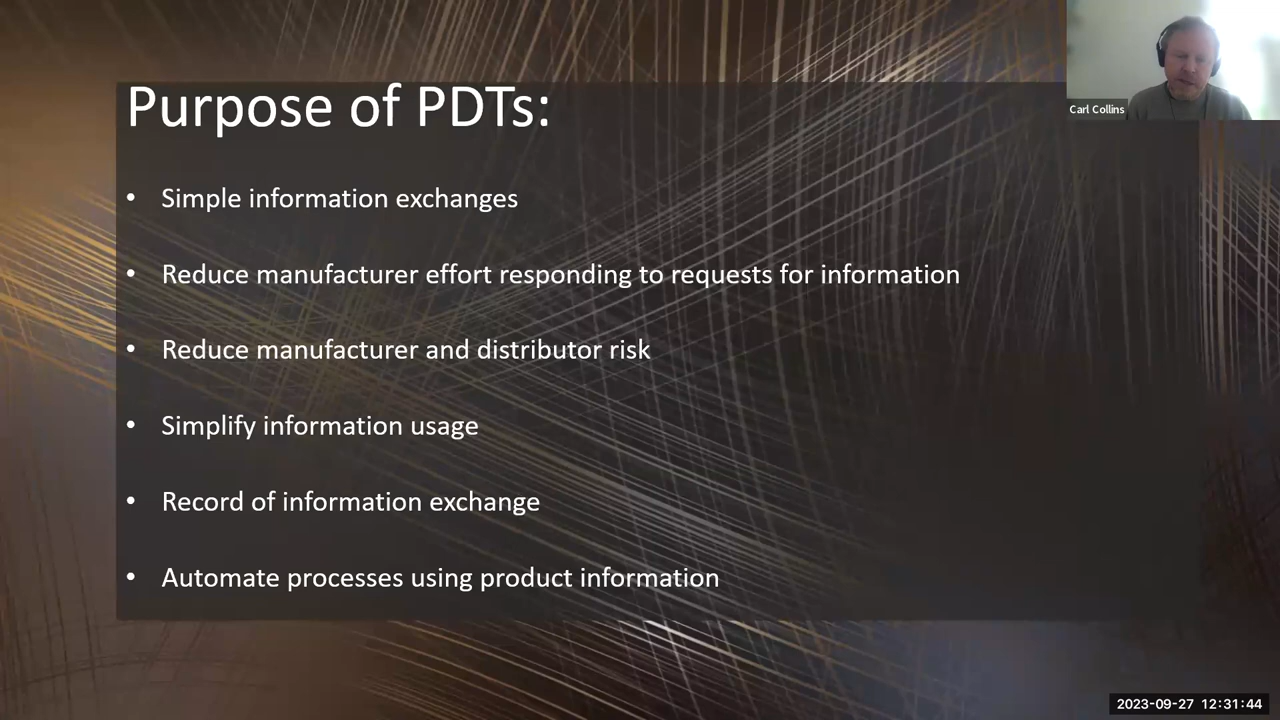 Purpose of PDTs:
Carl Collins
• Simple information exchanges
• Reduce manufacturer effort responding to requests for information
• Reduce manufacturer and distributor risk
• Simplify information usage
• Record of information exchange
• Automate processes using product information
2023-09-27 12:31:44